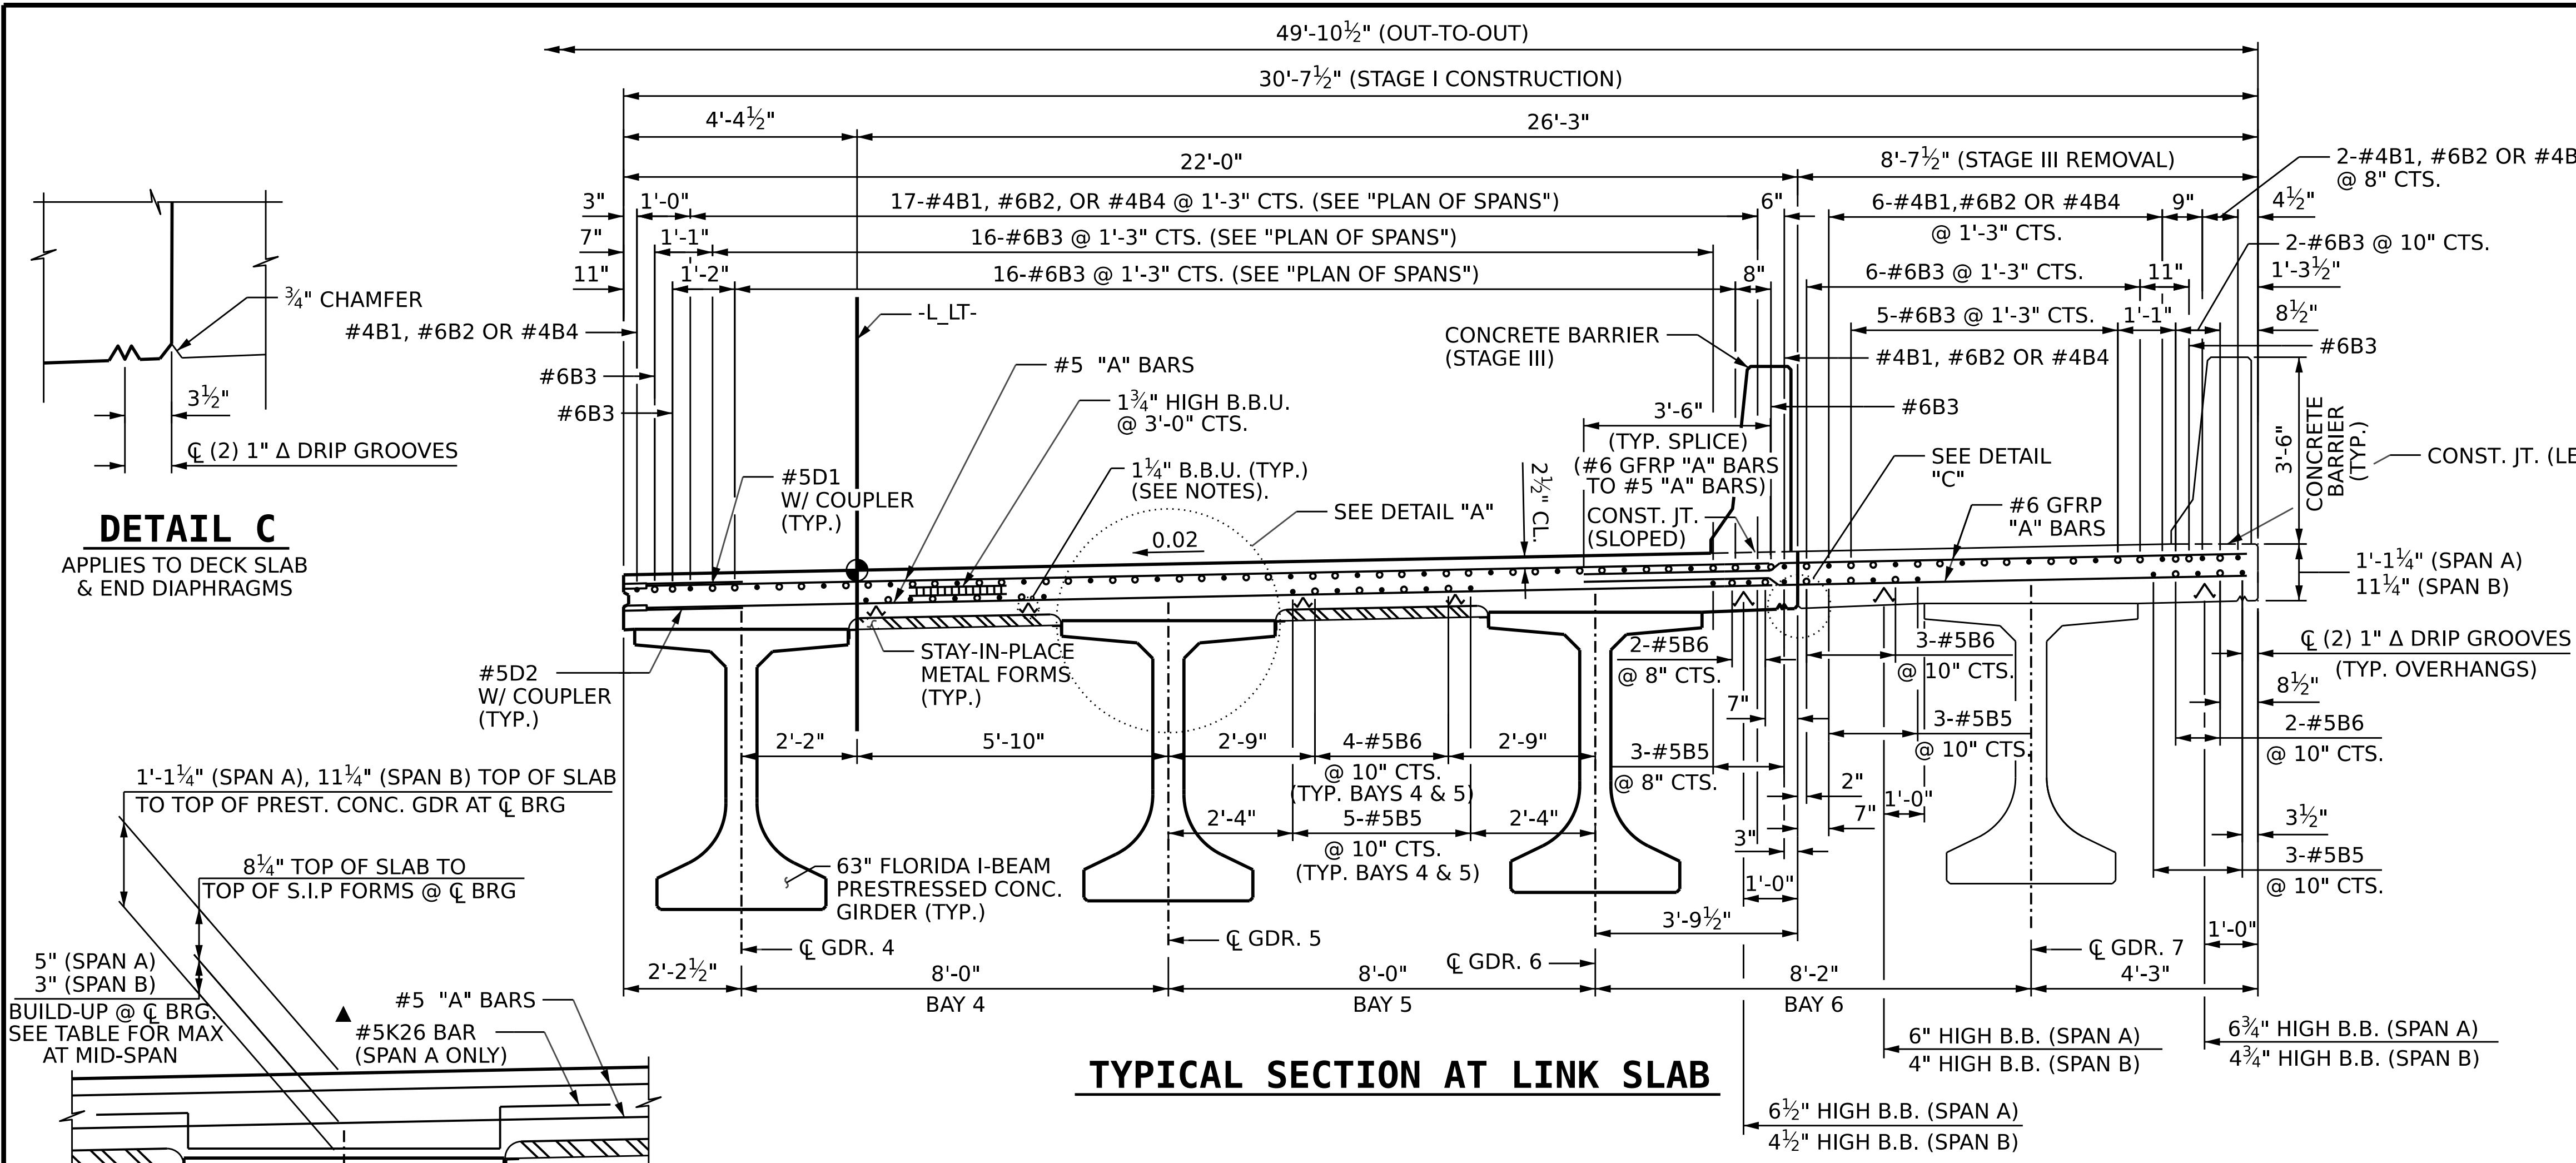 49'-10½" (OUT-TO-OUT)
30'-7½" (STAGE I CONSTRUCTION)
4'-4½"
26'-3"
22'-0"
8'-7½" (STAGE III REMOVAL)
2-#4B1, #6B2 OR #4B
@ 8" CTS.
3"
1'-0"
17-#4B1, #6B2, OR #4B4 @ 1'-3" CTS. (SEE "PLAN OF SPANS")
6"
6-#4B1,#6B2 OR #4B4
@ 1'-3" CTS.
9"
4½"
7"
1'-1"
16-#6B3 @ 1'-3" CTS. (SEE "PLAN OF SPANS")
2-#6B3 @ 10" CTS.
11"
1'-2"
16-#6B3 @ 1'-3" CTS. (SEE "PLAN OF SPANS")
8"
6-#6B3 @ 1'-3" CTS.
11"
1'-3½"
5-#6B3 @ 1'-3" CTS.
1'-1"
8½"
¾" CHAMFER
#4B1, #6B2 OR #4B4
#6B3
#6B3
3½"
℄ (2) 1" Δ DRIP GROOVES
DETAIL C
APPLIES TO DECK SLAB
& END DIAPHRAGMS
-L_LT-
#5 "A" BARS
1¾" HIGH B.B.U.
@ 3'-0" CTS.
1¼" B.B.U. (TYP.)
(SEE NOTES).
SEE DETAIL "A"
#5D1
W/ COUPLER
(TYP.)
0.02
2½" CL.
CONCRETE BARRIER
(STAGE III)
#4B1, #6B2 OR #4B4
#6B3
#6B3
3'-6"
(TYP. SPLICE)
(#6 GFRP "A" BARS
TO #5 "A" BARS)
CONST. JT.
(SLOPED)
SEE DETAIL
"C"
#6 GFRP
"A" BARS
3'-6"
CONCRETE
BARRIER
(TYP.)
CONST. JT. (LE
1'-1¼" (SPAN A)
11¼" (SPAN B)
℄ (2) 1" Δ DRIP GROOVES
(TYP. OVERHANGS)
#5D2
W/ COUPLER
(TYP.)
STAY-IN-PLACE
METAL FORMS
(TYP.)
2-#5B6
@ 8" CTS.
3-#5B6
@ 10" CTS.
8½"
7"
3-#5B5
@ 10" CTS.
2-#5B6
@ 10" CTS.
2'-2"
5'-10"
2'-9"
4-#5B6
@ 10" CTS.
(TYP. BAYS 4 & 5)
2'-9"
3-#5B5
@ 8" CTS.
2"
1'-0"
7"
2'-4"
5-#5B5
@ 10" CTS.
(TYP. BAYS 4 & 5)
2'-4"
3"
3½"
3-#5B5
@ 10" CTS.
1'-1¼" (SPAN A), 11¼" (SPAN B) TOP OF SLAB
TO TOP OF PREST. CONC. GDR AT ℄ BRG
8¼" TOP OF SLAB TO
TOP OF S.I.P FORMS @ ℄ BRG
63" FLORIDA I-BEAM
PRESTRESSED CONC.
GIRDER (TYP.)
1'-0"
3'-9½"
1'-0"
℄ GDR. 4
℄ GDR. 5
℄ GDR. 6
℄ GDR. 7
5" (SPAN A)
3" (SPAN B)
BUILD-UP @ ℄ BRG.
SEE TABLE FOR MAX
AT MID-SPAN
2'-2½"
8'-0"
8'-0"
8'-2"
4'-3"
BAY 4
BAY 5
BAY 6
#5 "A" BARS
▲
#5K26 BAR
(SPAN A ONLY)
TYPICAL SECTION AT LINK SLAB
6" HIGH B.B. (SPAN A)
4" HIGH B.B. (SPAN B)
6¾" HIGH B.B. (SPAN A)
4¾" HIGH B.B. (SPAN B)
6½" HIGH B.B. (SPAN A)
4½" HIGH B.B. (SPAN B)